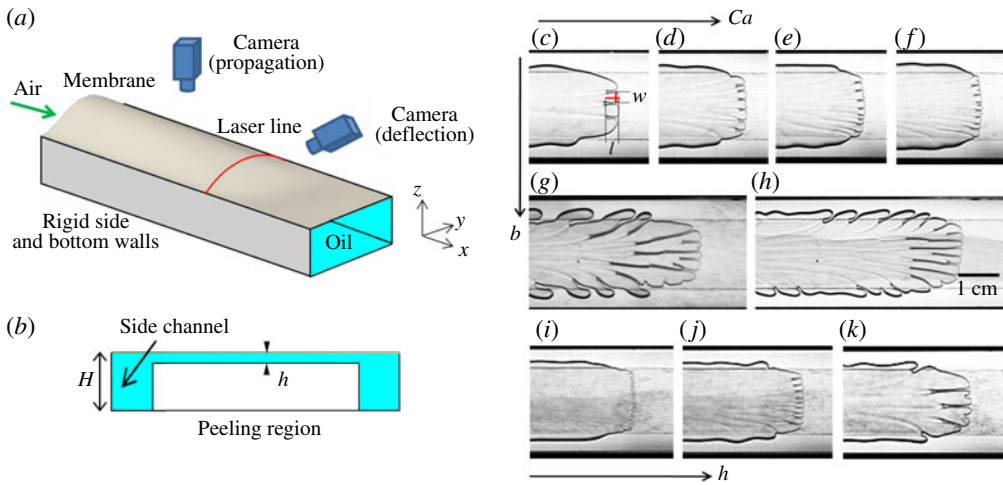 (a)
Camera
(propagation)
Membrane
Air
Laser line
Camera
(deflection)
Rigid side
and bottom walls
Oil
z
y
x
(b)
Side channel
H
h
Peeling region
Ca
(c) (d) (e) (f)
w
l
(g) (h)
b
1 cm
(i) (j) (k)
h